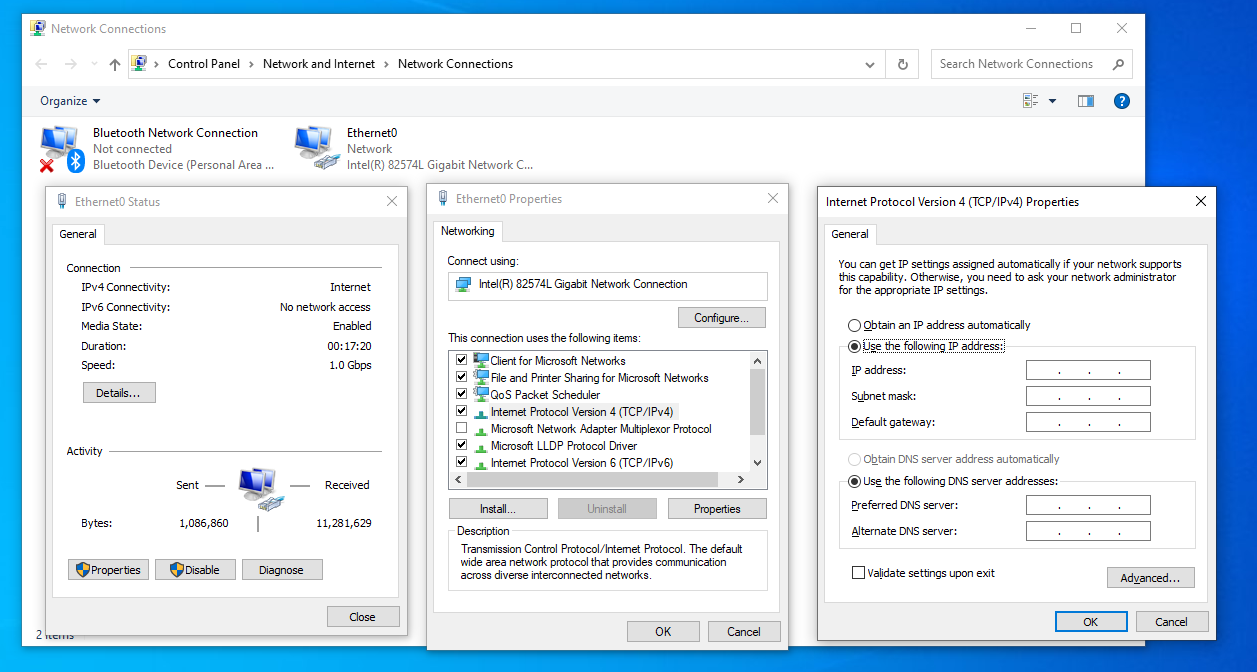 Network Connections
Control Panel > Network and Internet > Network Connections
Search Network Connections
Organize
Bluetooth Network Connection
Not connected
Bluetooth Device (Personal Area ...
Ethernet0
Network
Intel(R) 82574L Gigabit Network C...
Ethernet0 Status
General
Connection
IPv4 Connectivity: Internet
IPv6 Connectivity: No network access
Media State: Enabled
Duration: 00:17:20
Speed: 1.0 Gbps
Details...
Activity
Sent Received
Bytes: 1,086,860 11,281,629
Properties Disable Diagnose
Close
2 items
Ethernet0 Properties
Networking
Connect using:
Intel(R) 82574L Gigabit Network Connection
Configure...
This connection uses the following items:
Client for Microsoft Networks
File and Printer Sharing for Microsoft Networks
QoS Packet Scheduler
Internet Protocol Version 4 (TCP/IPv4)
Microsoft Network Adapter Multiplexor Protocol
Microsoft LLDP Protocol Driver
Internet Protocol Version 6 (TCP/IPv6)
Install... Uninstall Properties
Description
Transmission Control Protocol/Internet Protocol. The default
wide area network protocol that provides communication
across diverse interconnected networks.
OK Cancel
Internet Protocol Version 4 (TCP/IPv4) Properties
General
You can get IP settings assigned automatically if your network supports
this capability. Otherwise, you need to ask your network administrator
for the appropriate IP settings.
Obtain an IP address automatically
Use the following IP address:
IP address: . . .
Subnet mask: . . .
Default gateway: . . .
Obtain DNS server address automatically
Use the following DNS server addresses:
Preferred DNS server: . . .
Alternate DNS server: . . .
Validate settings upon exit
Advanced...
OK Cancel